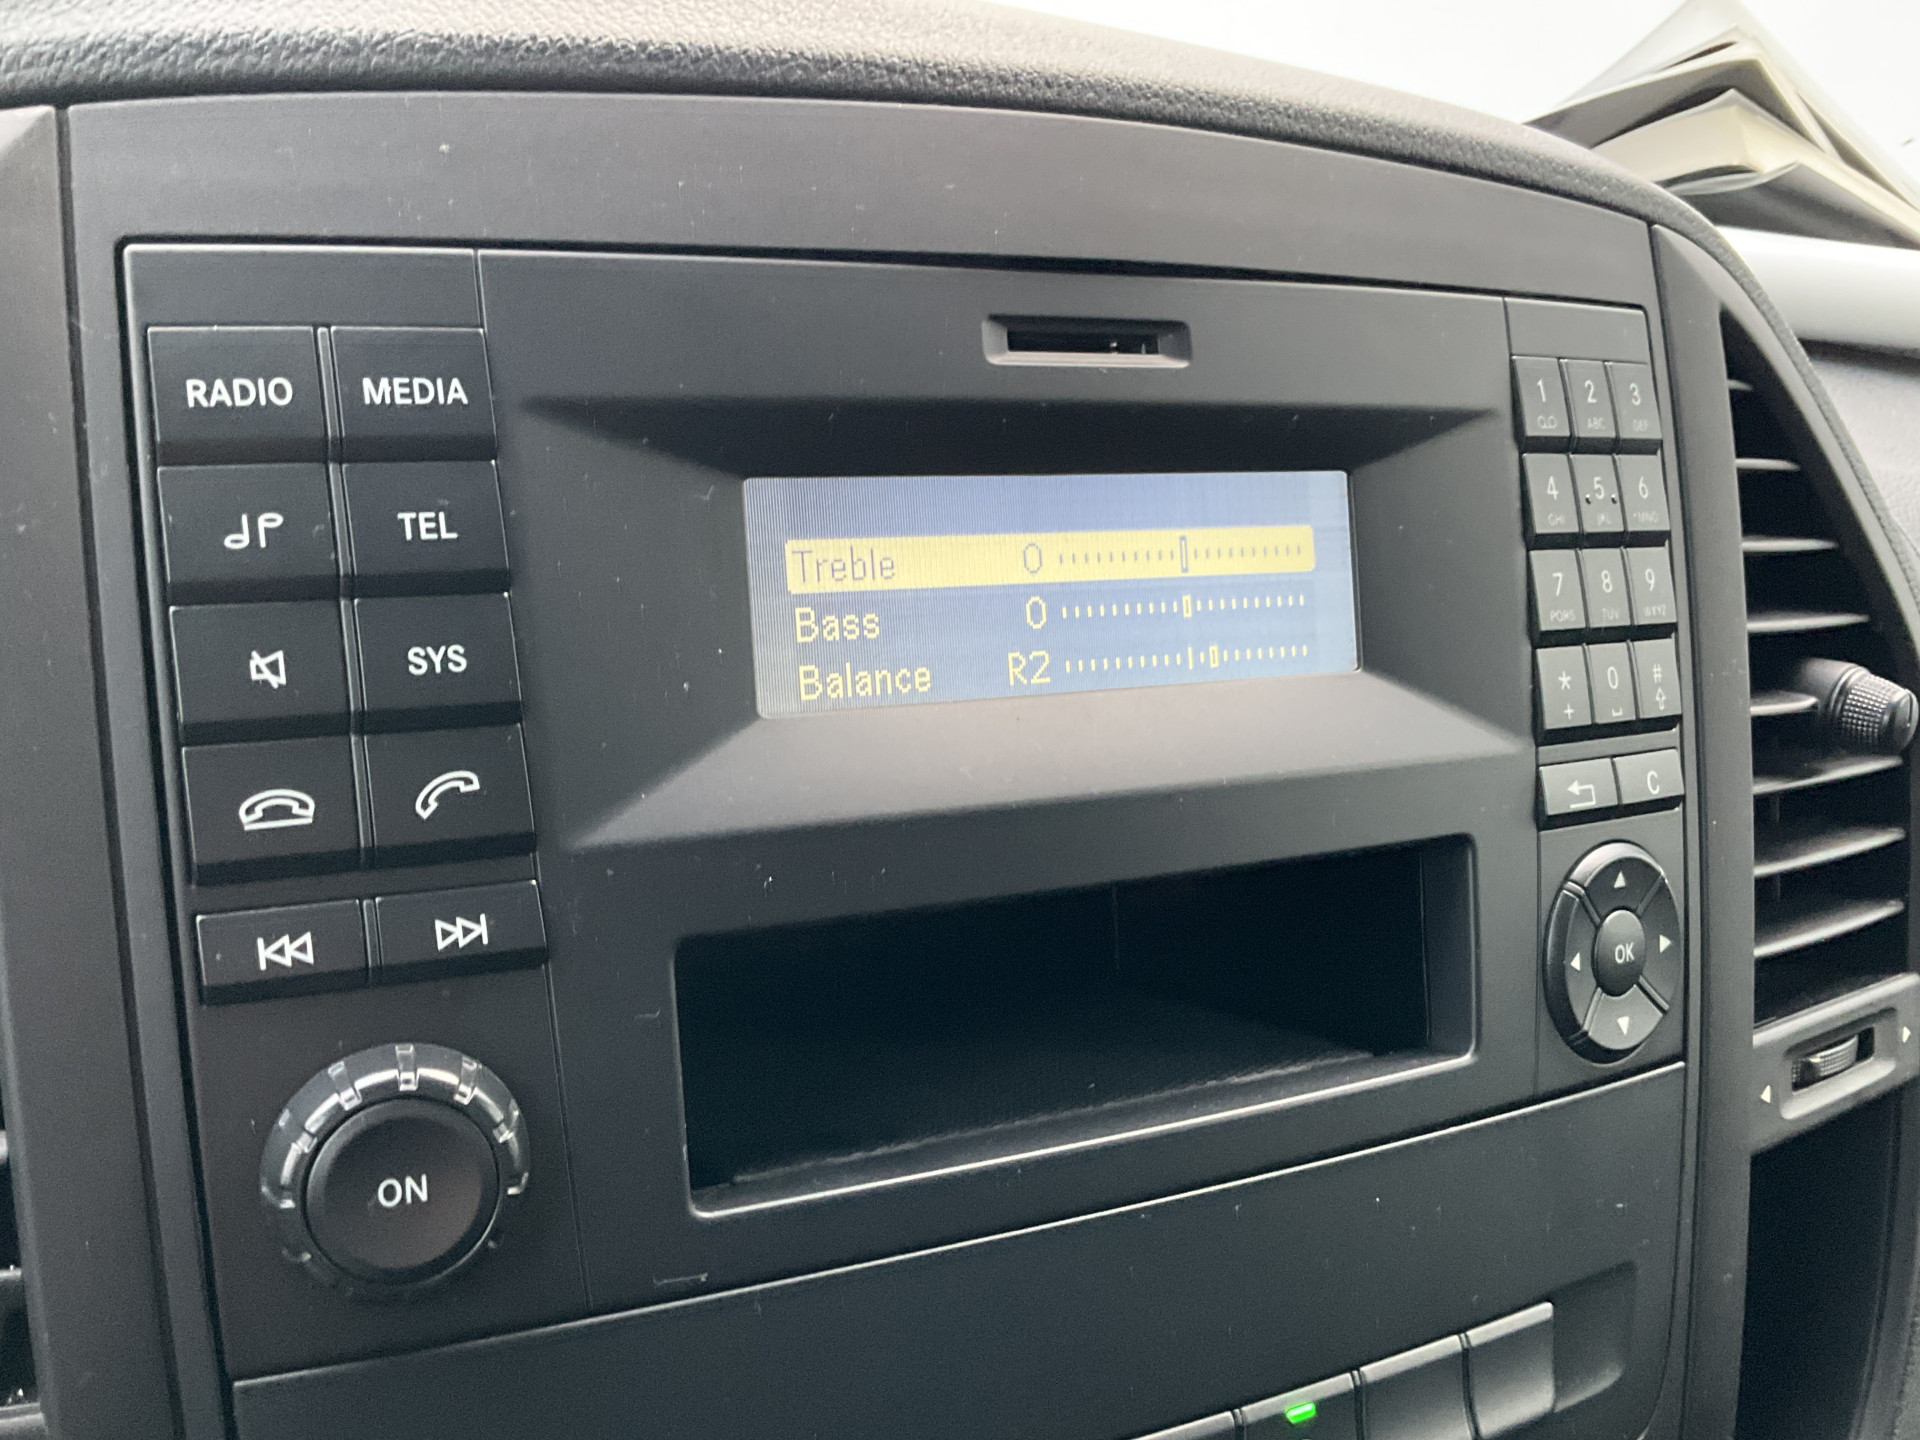 RADIO MEDIA
TEL
SYS
ON
Treble 0
Bass 0
Balance R2
1 2 3
ABC DEF
4 5 6
GHI JKL MNO
7 8 9
PQRS TUV WXYZ
* 0 #
+
C
OK